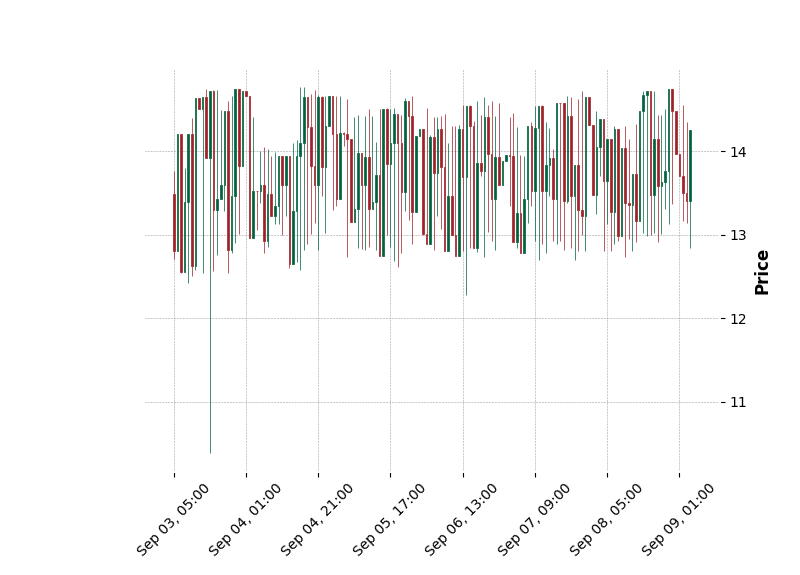 14
13
12
11
Price
Sep 03, 05:00
Sep 04, 01:00
Sep 04, 21:00
Sep 05, 17:00
Sep 06, 13:00
Sep 07, 09:00
Sep 08, 05:00
Sep 09, 01:00